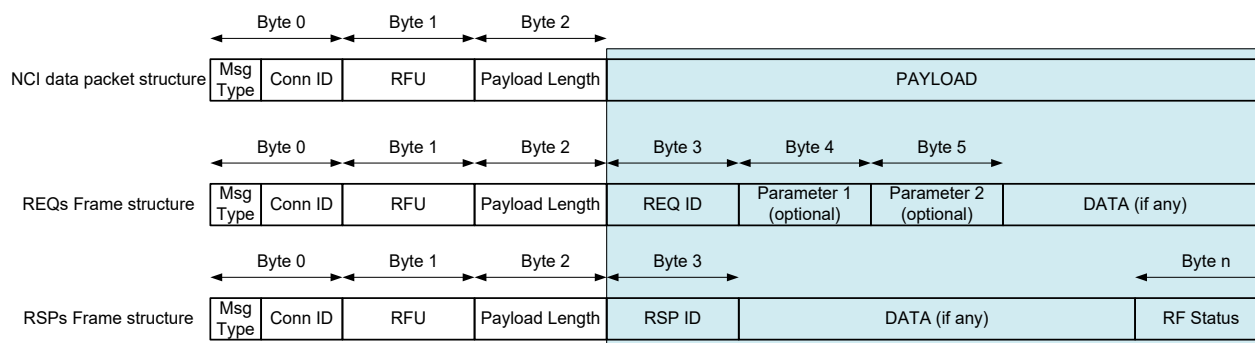 Byte 0 Byte 1 Byte 2
NCI data packet structure Msg Type Conn ID RFU Payload Length PAYLOAD
Byte 0 Byte 1 Byte 2 Byte 3 Byte 4 Byte 5
REQs Frame structure Msg Type Conn ID RFU Payload Length REQ ID Parameter 1 (optional) Parameter 2 (optional) DATA (if any)
Byte 0 Byte 1 Byte 2 Byte 3 Byte n
RSPs Frame structure Msg Type Conn ID RFU Payload Length RSP ID DATA (if any) RF Status